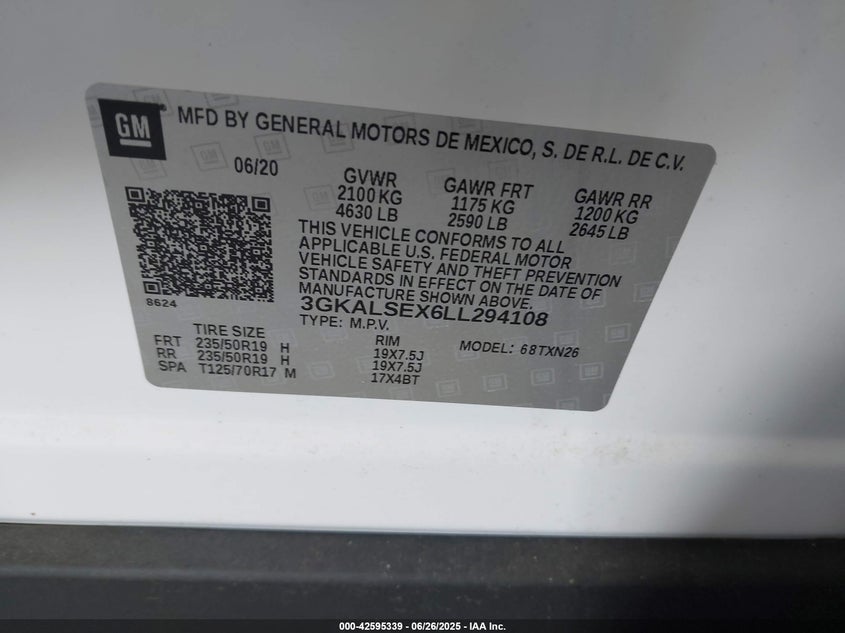 GM
MFD BY GENERAL MOTORS DE MEXICO, S. DE R.L. DE C.V.
06/20
GVWR GAWR FRT GAWR RR
2100 KG 1175 KG 1200 KG
4630 LB 2590 LB 2645 LB
THIS VEHICLE CONFORMS TO ALL
APPLICABLE U.S. FEDERAL MOTOR
VEHICLE SAFETY AND THEFT PREVENTION
STANDARDS IN EFFECT ON THE DATE OF
MANUFACTURE SHOWN ABOVE.
8624
3GKALSEX6LL294108
TYPE: M.P.V.
TIRE SIZE RIM MODEL: 68TXN26
FRT 235/50R19 H 19X7.5J
RR 235/50R19 H 19X7.5J
SPA T125/70R17 M 17X4BT
000-42595339 - 06/26/2025 - IAA Inc.